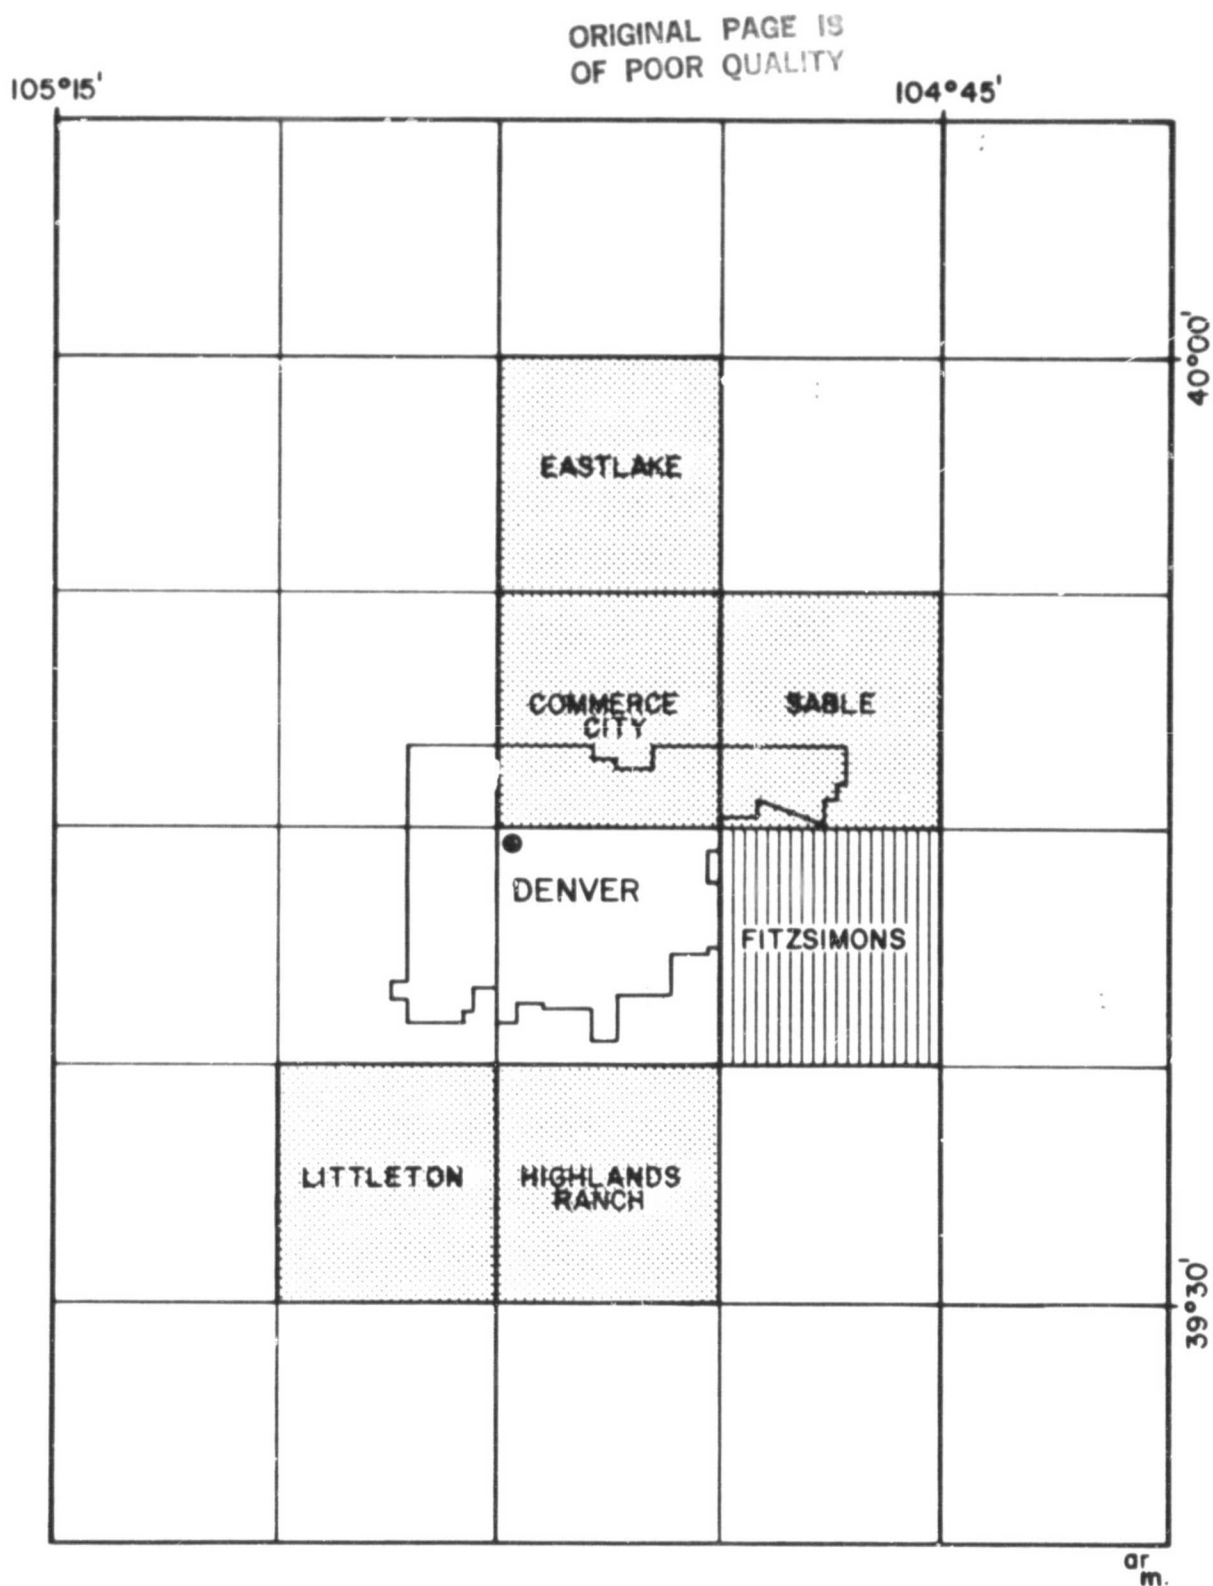 ORIGINAL PAGE IS
OF POOR QUALITY
105°15'
104°45'
40°00'
EASTLAKE
COMMERCE
CITY
SABLE
DENVER
FITZSIMONS
LITTLETON
HIGHLANDS
RANCH
39°30'
ar
m.